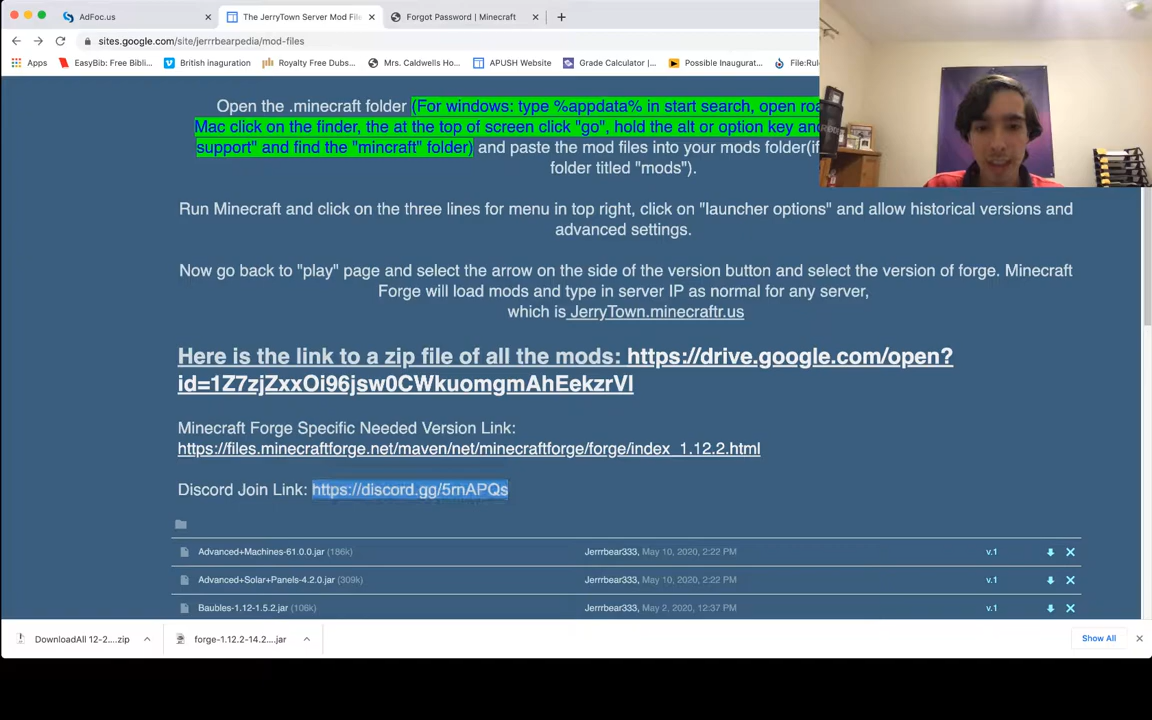 AdFoc.us
The JerryTown Server Mod File
Forgot Password | Minecraft
sites.google.com/site/jerrrbearpedia/mod-files
Apps
EasyBib: Free Bibli...
British inaguration
Royalty Free Dubs...
Mrs. Caldwells Ho...
APUSH Website
Grade Calculator |...
Possible Inaugurat...
File:Rule
Open the .minecraft folder (For windows: type %appdata% in start search, open roa
Mac click on the finder, the at the top of screen click "go", hold the alt or option key and
support" and find the "mincraft" folder) and paste the mod files into your mods folder(if
folder titled "mods").
Run Minecraft and click on the three lines for menu in top right, click on "launcher options" and allow historical versions and
advanced settings.
Now go back to "play" page and select the arrow on the side of the version button and select the version of forge. Minecraft
Forge will load mods and type in server IP as normal for any server,
which is JerryTown.minecraftr.us
Here is the link to a zip file of all the mods: https://drive.google.com/open?
id=1Z7zjZxxOi96jsw0CWkuomgmAhEekzrVI
Minecraft Forge Specific Needed Version Link:
https://files.minecraftforge.net/maven/net/minecraftforge/forge/index_1.12.2.html
Discord Join Link: https://discord.gg/5rnAPQs
Advanced+Machines-61.0.0.jar (186k) Jerrrbear333, May 10, 2020, 2:22 PM v.1
Advanced+Solar+Panels-4.2.0.jar (309k) Jerrrbear333, May 10, 2020, 2:22 PM v.1
Baubles-1.12-1.5.2.jar (106k) Jerrrbear333, May 2, 2020, 12:37 PM v.1
DownloadAll 12-2....zip
forge-1.12.2-14.2....jar
Show All